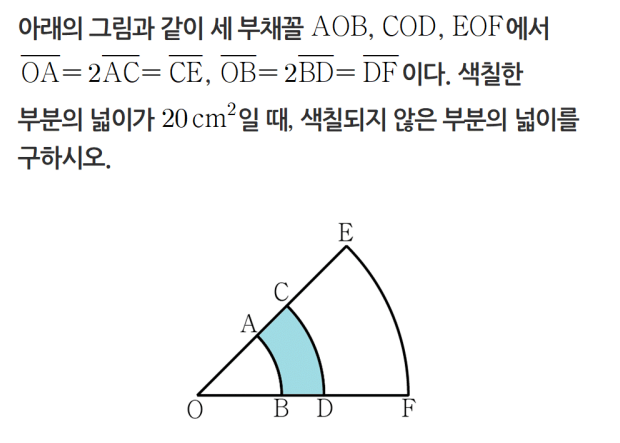 아래의 그림과 같이 세 부채꼴 AOB, COD, EOF에서
OA= 2AC= CE, OB= 2BD= DF이다. 색칠한
부분의 넓이가 20 cm²일 때, 색칠되지 않은 부분의 넓이를
구하시오.
E
C
A
O
B
D
F